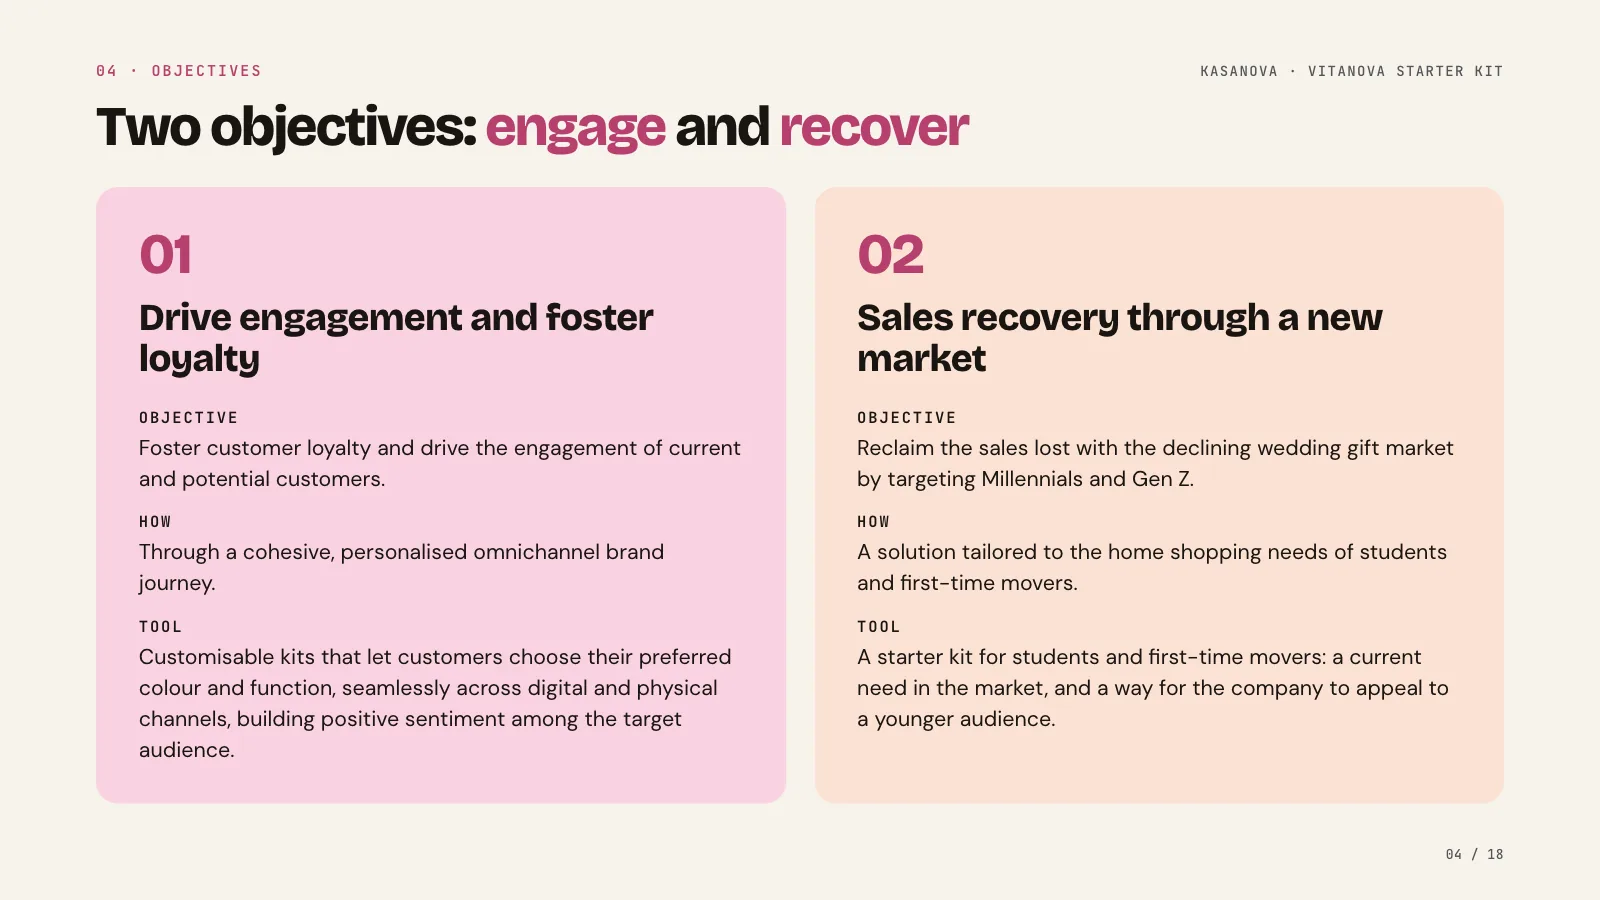 04 · OBJECTIVES
KASANOVA · VITANOVA STARTER KIT
Two objectives: engage and recover
01
Drive engagement and foster
loyalty
OBJECTIVE
Foster customer loyalty and drive the engagement of current
and potential customers.
HOW
Through a cohesive, personalised omnichannel brand
journey.
TOOL
Customisable kits that let customers choose their preferred
colour and function, seamlessly across digital and physical
channels, building positive sentiment among the target
audience.
02
Sales recovery through a new
market
OBJECTIVE
Reclaim the sales lost with the declining wedding gift market
by targeting Millennials and Gen Z.
HOW
A solution tailored to the home shopping needs of students
and first-time movers.
TOOL
A starter kit for students and first-time movers: a current
need in the market, and a way for the company to appeal to
a younger audience.
04 / 18